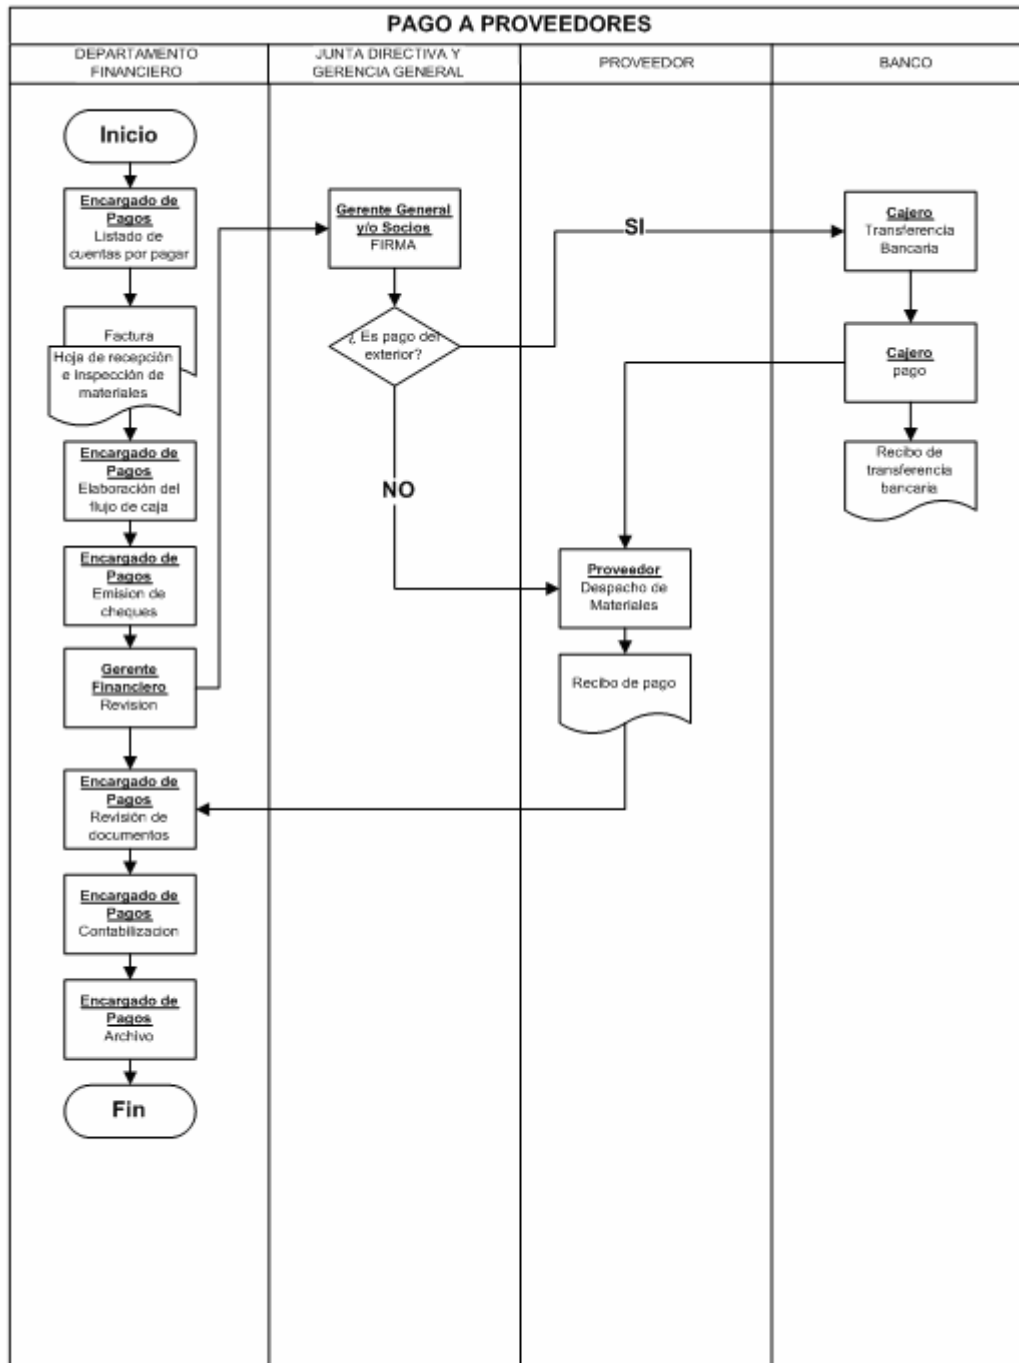 PAGO A PROVEEDORES
DEPARTAMENTO
FINANCIERO
JUNTA DIRECTIVA Y
GERENCIA GENERAL
PROVEEDOR
BANCO
Inicio
Encargado de
Pagos
Listado de
cuentas por pagar
Factura
Hoja de recepción
e inspección de
materiales
Encargado de
Pagos
Elaboración del
flujo de caja
Encargado de
Pagos
Emision de
cheques
Gerente
Financiero
Revision
Encargado de
Pagos
Revisión de
documentos
Encargado de
Pagos
Contabilizacion
Encargado de
Pagos
Archivo
Fin
Gerente General
y/o Socios
FIRMA
¿ Es pago del
exterior?
SI
NO
Proveedor
Despacho de
Materiales
Recibo de pago
Cajero
Transferencia
Bancaria
Cajero
pago
Recibo de
transferencia
bancaria